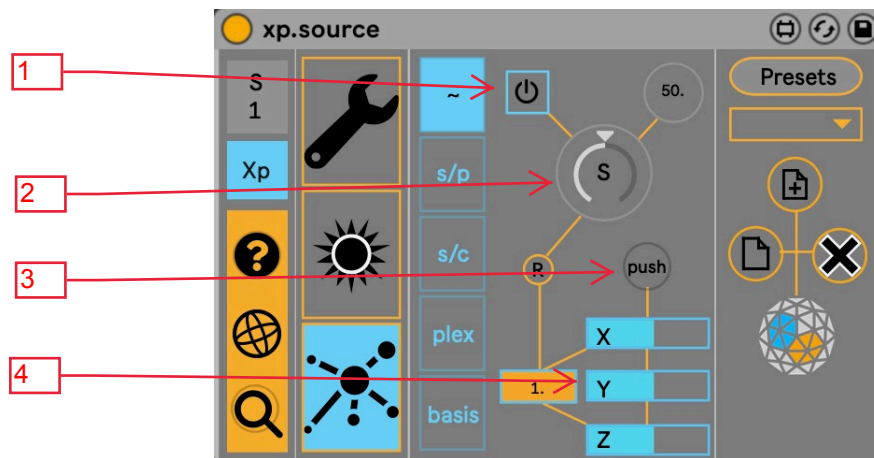 xp.source
1
2
3
4
S
1
Xp
?
~
s/p
s/c
plex
basis
50.
S
R
push
1.
X
Y
Z
Presets